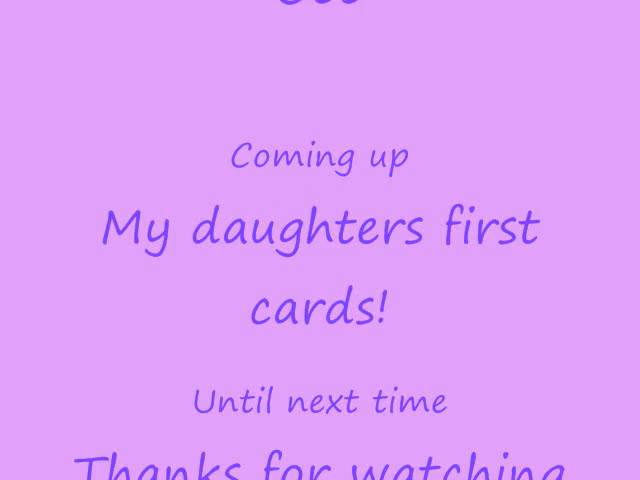 Coming up
My daughters first
cards!
Until next time
Thanks for watching